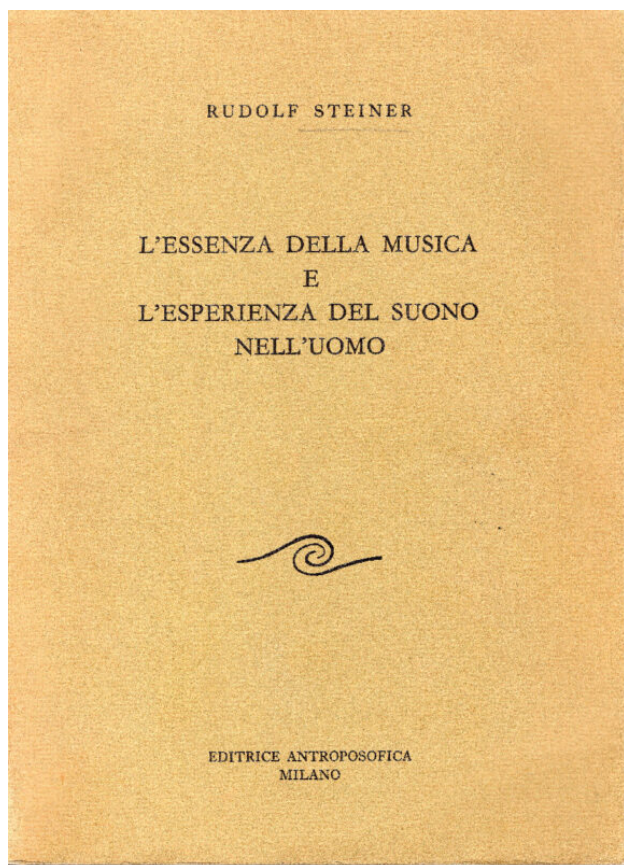 RUDOLF STEINER
L'ESSENZA DELLA MUSICA
E
L'ESPERIENZA DEL SUONO
NELL'UOMO
EDITRICE ANTROPOSOFICA
MILANO